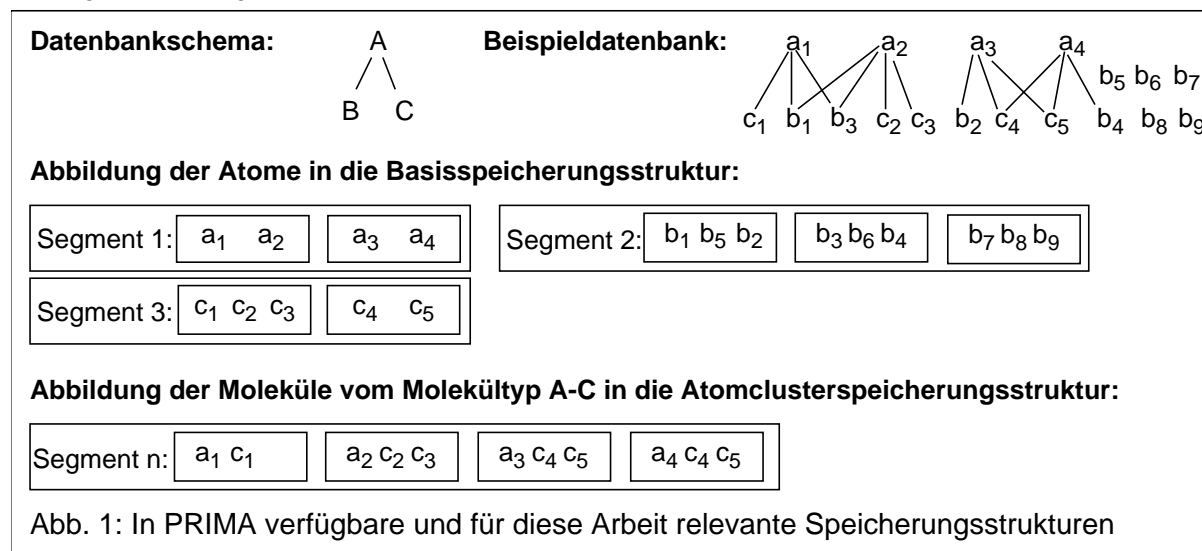 Datenbankschema: A Beispieldatenbank: a1 a2 a3 a4
b5 b6 b7
B C c1 b1 b3 c2 c3 b2 c4 c5 b4 b8 b9
Abbildung der Atome in die Basisspeicherungsstruktur:
Segment 1: a1 a2 a3 a4 Segment 2: b1 b5 b2 b3 b6 b4 b7 b8 b9
Segment 3: c1 c2 c3 c4 c5
Abbildung der Moleküle vom Molekültyp A-C in die Atomclusterspeicherungsstruktur:
Segment n: a1 c1 a2 c2 c3 a3 c4 c5 a4 c4 c5
Abb. 1: In PRIMA verfügbare und für diese Arbeit relevante Speicherungsstrukturen